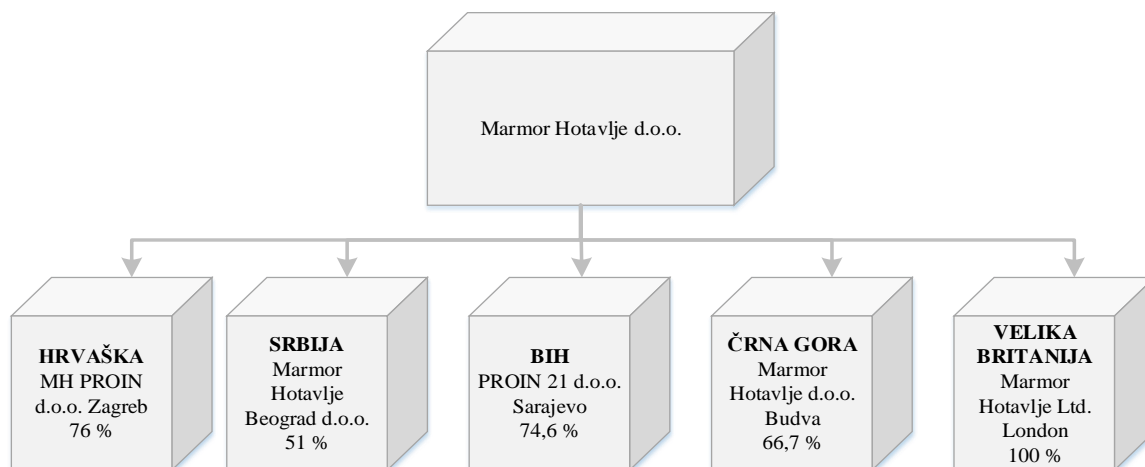 Marmor Hotavlje d.o.o.
HRVAŠKA
MH PROIN
d.o.o. Zagreb
76 %
SRBIJA
Marmor
Hotavlje
Beograd d.o.o.
51 %
BIH
PROIN 21 d.o.o.
Sarajevo
74,6 %
ČRNA GORA
Marmor
Hotavlje d.o.o.
Budva
66,7 %
VELIKA
BRITANIJA
Marmor
Hotavlje Ltd.
London
100 %